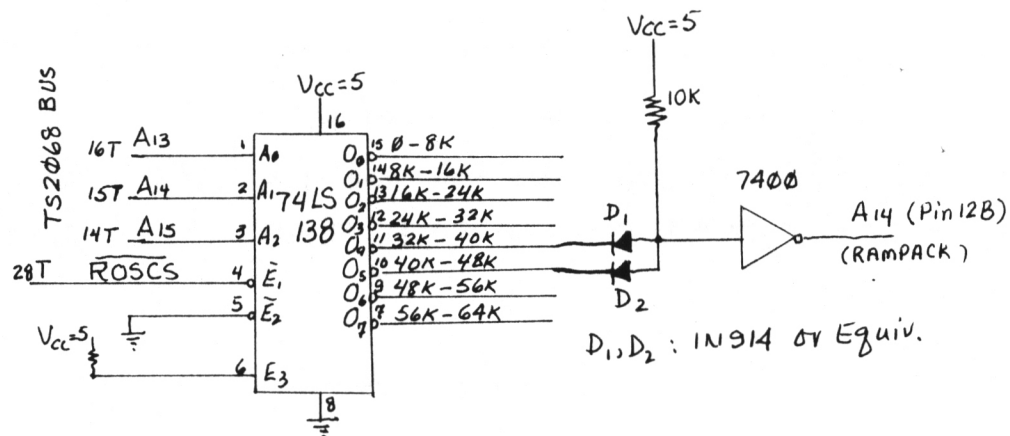 TS2068 BUS
Vcc=5
16
16T A13 1 A0
15T A14 2 A1
14T A15 3 A2
28T ROSCS 4 E1
5 E2
Vcc=5
6 E3
74LS
138
8
O0 15 0-8K
O1 14 8K-16K
O2 13 16K-24K
O3 12 24K-32K
O4 11 32K-40K
O5 10 40K-48K
O6 9 48K-56K
O7 7 56K-64K
Vcc=5
10K
D1
D2
7400
A14 (Pin 12B)
(RAMPACK)
D1, D2 : 1N914 or Equiv.